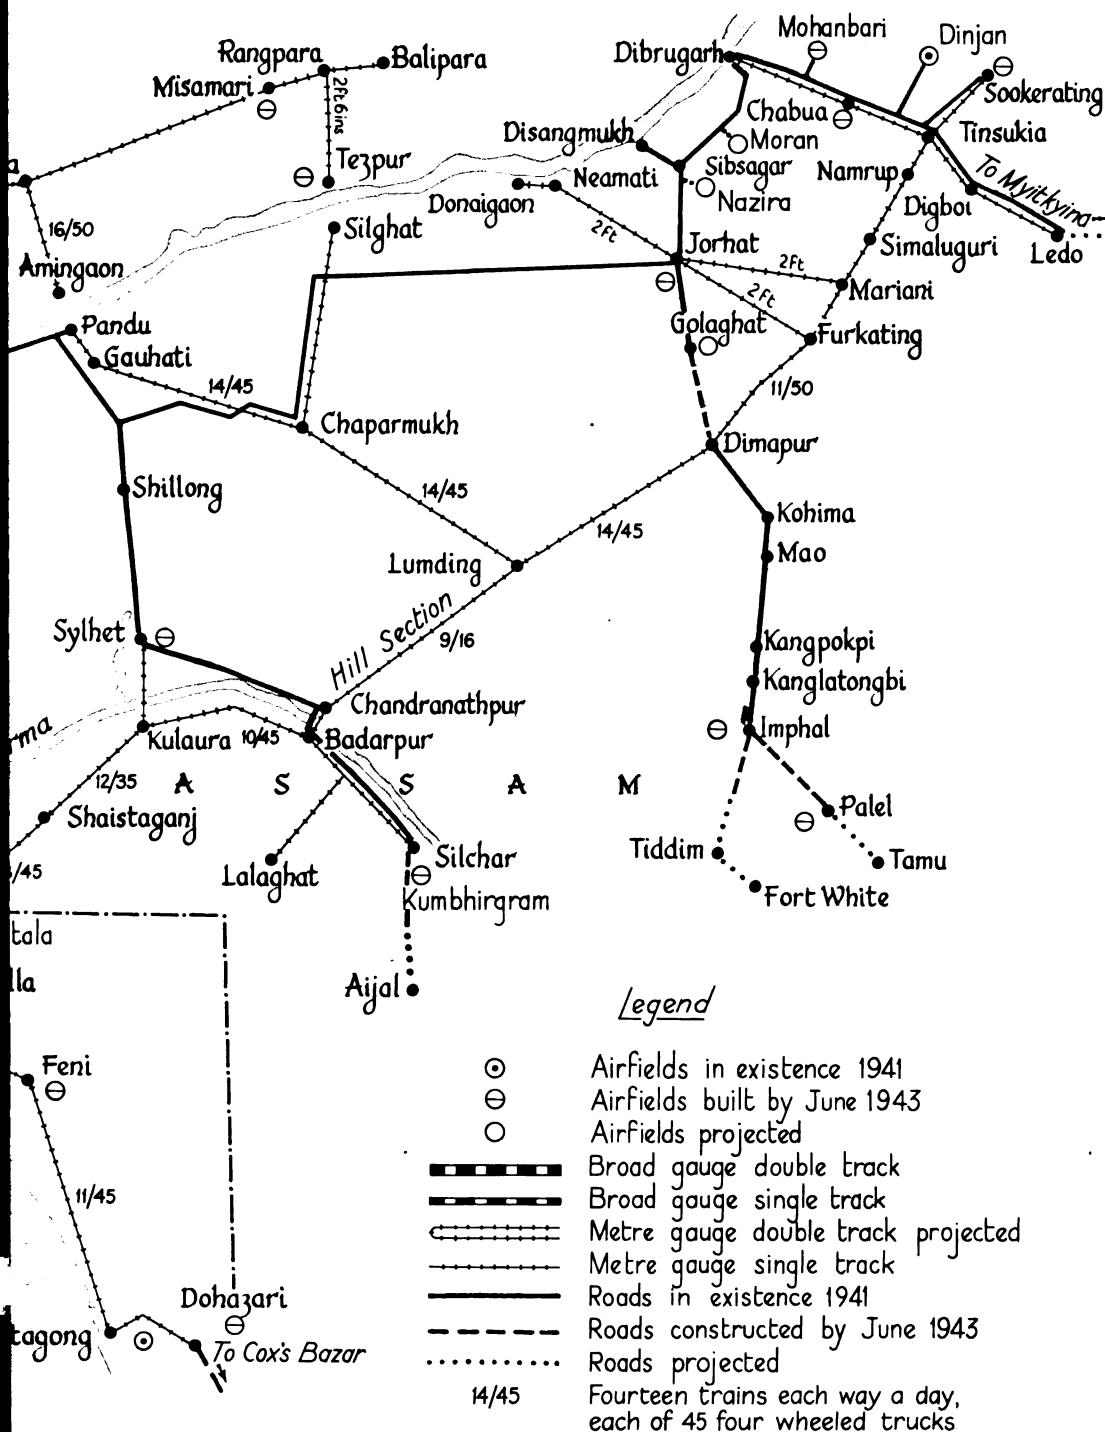 Mohanbari
Dinjan
Rangpara
Balipara
Dibrugarh
Misamari
2Ft.6ins
Sookerating
Chabua
Disangmukh
Moran
Tinsukia
a
Tezpur
Sibsagar
Namrup
To Myitkyina
Neamati
Donaigaon
Nazira
Digboi
16/50
Silghat
2Ft
Jorhat
Simaluguri
Ledo
Amingaon
2Ft
Mariani
2Ft
Pandu
Golaghat
Furkating
Gauhati
14/45
11/50
Chaparmukh
Dimapur
Shillong
14/45
Kohima
14/45
Mao
Lumding
Hill Section
9/16
Sylhet
Kangpokpi
Kanglatongbi
Chandranathpur
ma
Kulaura
10/45
Badarpur
Imphal
12/35
A S S A M
Shaistaganj
Palel
Silchar
Tiddim
Tamu
/45
Lalaghat
Kumbhirgram
Fort White
tala
lla
Aijal
Legend
Feni
Airfields in existence 1941
Airfields built by June 1943
Airfields projected
Broad gauge double track
11/45
Broad gauge single track
Metre gauge double track projected
Metre gauge single track
Dohazari
Roads in existence 1941
tagong
Roads constructed by June 1943
To Cox's Bazar
Roads projected
14/45 Fourteen trains each way a day,
each of 45 four wheeled trucks